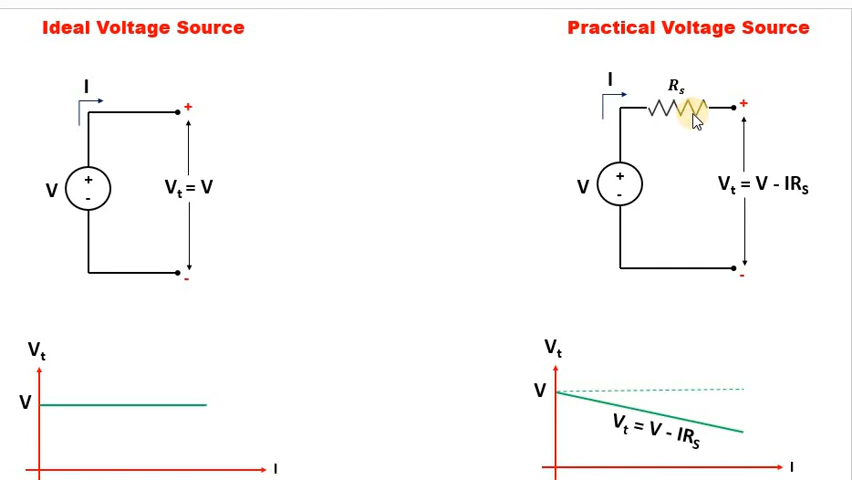 Ideal Voltage Source
I
+
+
-
V
Vt = V
-
Vt
V
I
Practical Voltage Source
I
Rs
+
+
-
V
Vt = V - IRS
-
Vt
V
Vt = V - IRS
I